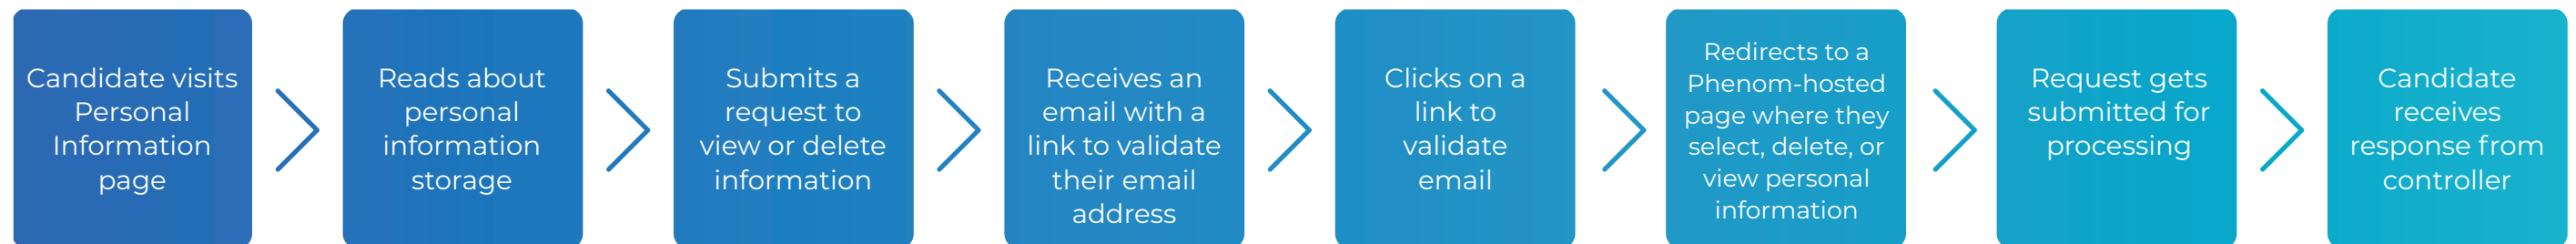 Candidate visits
Personal
Information
page
Reads about
personal
information
storage
Submits a
request to
view or delete
information
Receives an
email with a
link to validate
their email
address
Clicks on a
link to
validate
email
Redirects to a
Phenom-hosted
page where they
select, delete, or
view personal
information
Request gets
submitted for
processing
Candidate
receives
response from
controller